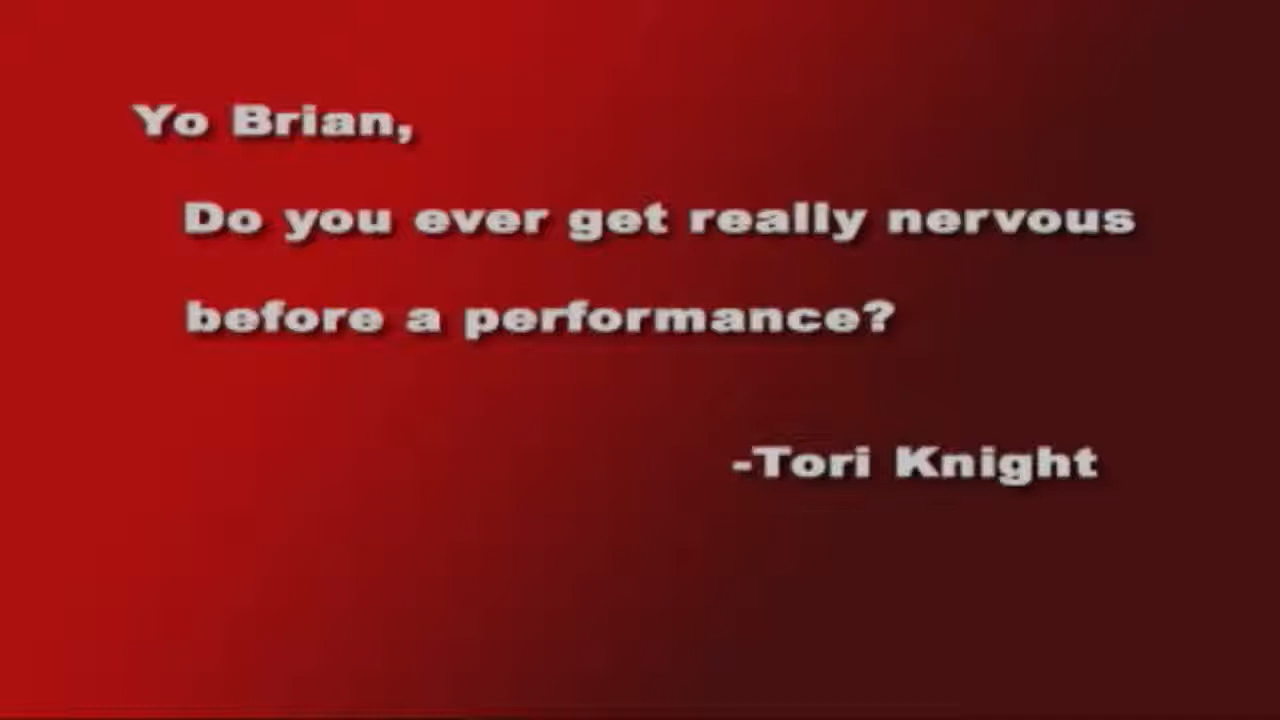 Yo Brian,
Do you ever get really nervous
before a performance?
-Tori Knight